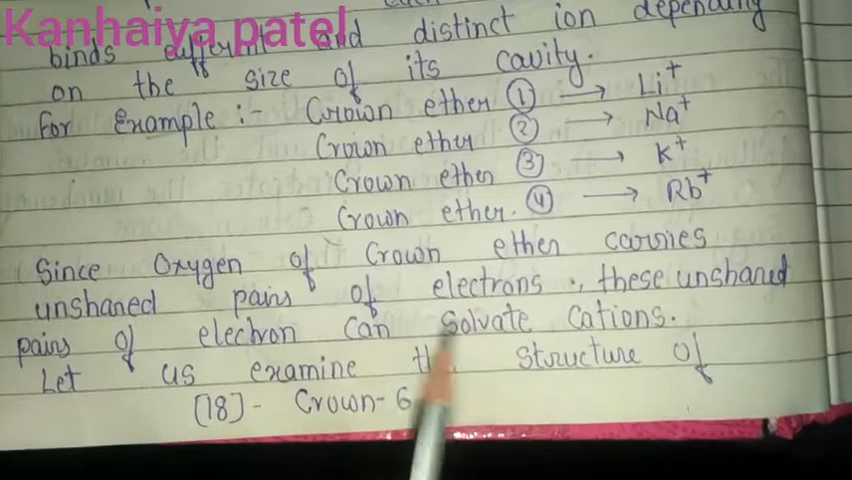 Kanhaiya patel
binds different and distinct ion depending
on the size of its cavity.
For Example :- Crown ether ① → Li⁺
Crown ether ② → Na⁺
Crown ether ③ → K⁺
Crown ether. ④ → Rb⁺
Since Oxygen of Crown ether carries
unshared pairs of electrons ∴ these unshared
pairs of electron can solvate cations.
Let us examine the structure of
[18] - Crown-6